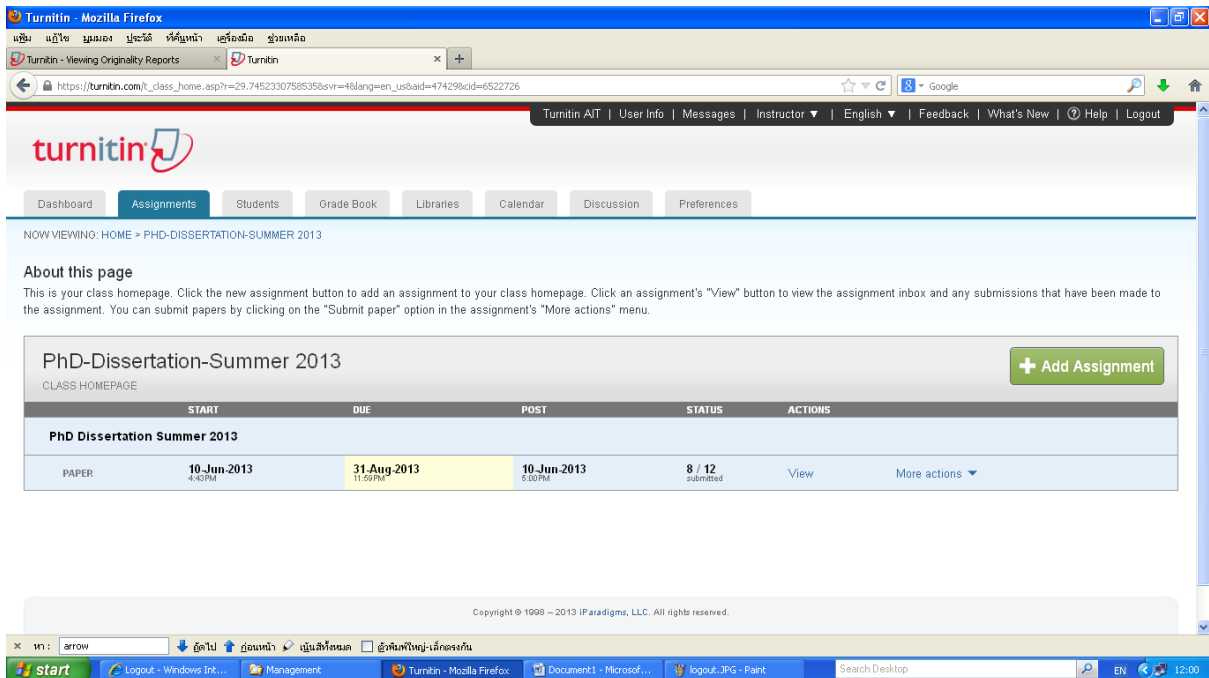 Turnitin - Mozilla Firefox
แฟ้ม แก้ไข มุมมอง ประวัติ ที่คั่นหน้า เครื่องมือ ช่วยเหลือ
Turnitin - Viewing Originality Reports × Turnitin × +
https://turnitin.com/t_class_home.asp?r=29.7452330758535&svr=4&lang=en_us&aid=47429&cid=6522726 Google
Turnitin AIT | User Info | Messages | Instructor ▼ | English ▼ | Feedback | What's New | ? Help | Logout
turnitin
Dashboard Assignments Students Grade Book Libraries Calendar Discussion Preferences
NOW VIEWING: HOME > PHD-DISSERTATION-SUMMER 2013
About this page
This is your class homepage. Click the new assignment button to add an assignment to your class homepage. Click an assignment's "View" button to view the assignment inbox and any submissions that have been made to
the assignment. You can submit papers by clicking on the "Submit paper" option in the assignment's "More actions" menu.
PhD-Dissertation-Summer 2013
CLASS HOMEPAGE
+ Add Assignment
START DUE POST STATUS ACTIONS
PhD Dissertation Summer 2013
PAPER 10-Jun-2013 31-Aug-2013 10-Jun-2013 8 / 12 View More actions ▼
4:43PM 11:59PM 5:00PM submitted
Copyright © 1998 – 2013 iParadigms, LLC. All rights reserved.
× หา: arrow ถัดไป ก่อนหน้า เน้นสีทั้งหมด ตัวพิมพ์ใหญ่-เล็กตรงกัน
start Logout - Windows Int... Management Turnitin - Mozilla Firefox Document1 - Microsof... logout.JPG - Paint Search Desktop EN 12:00